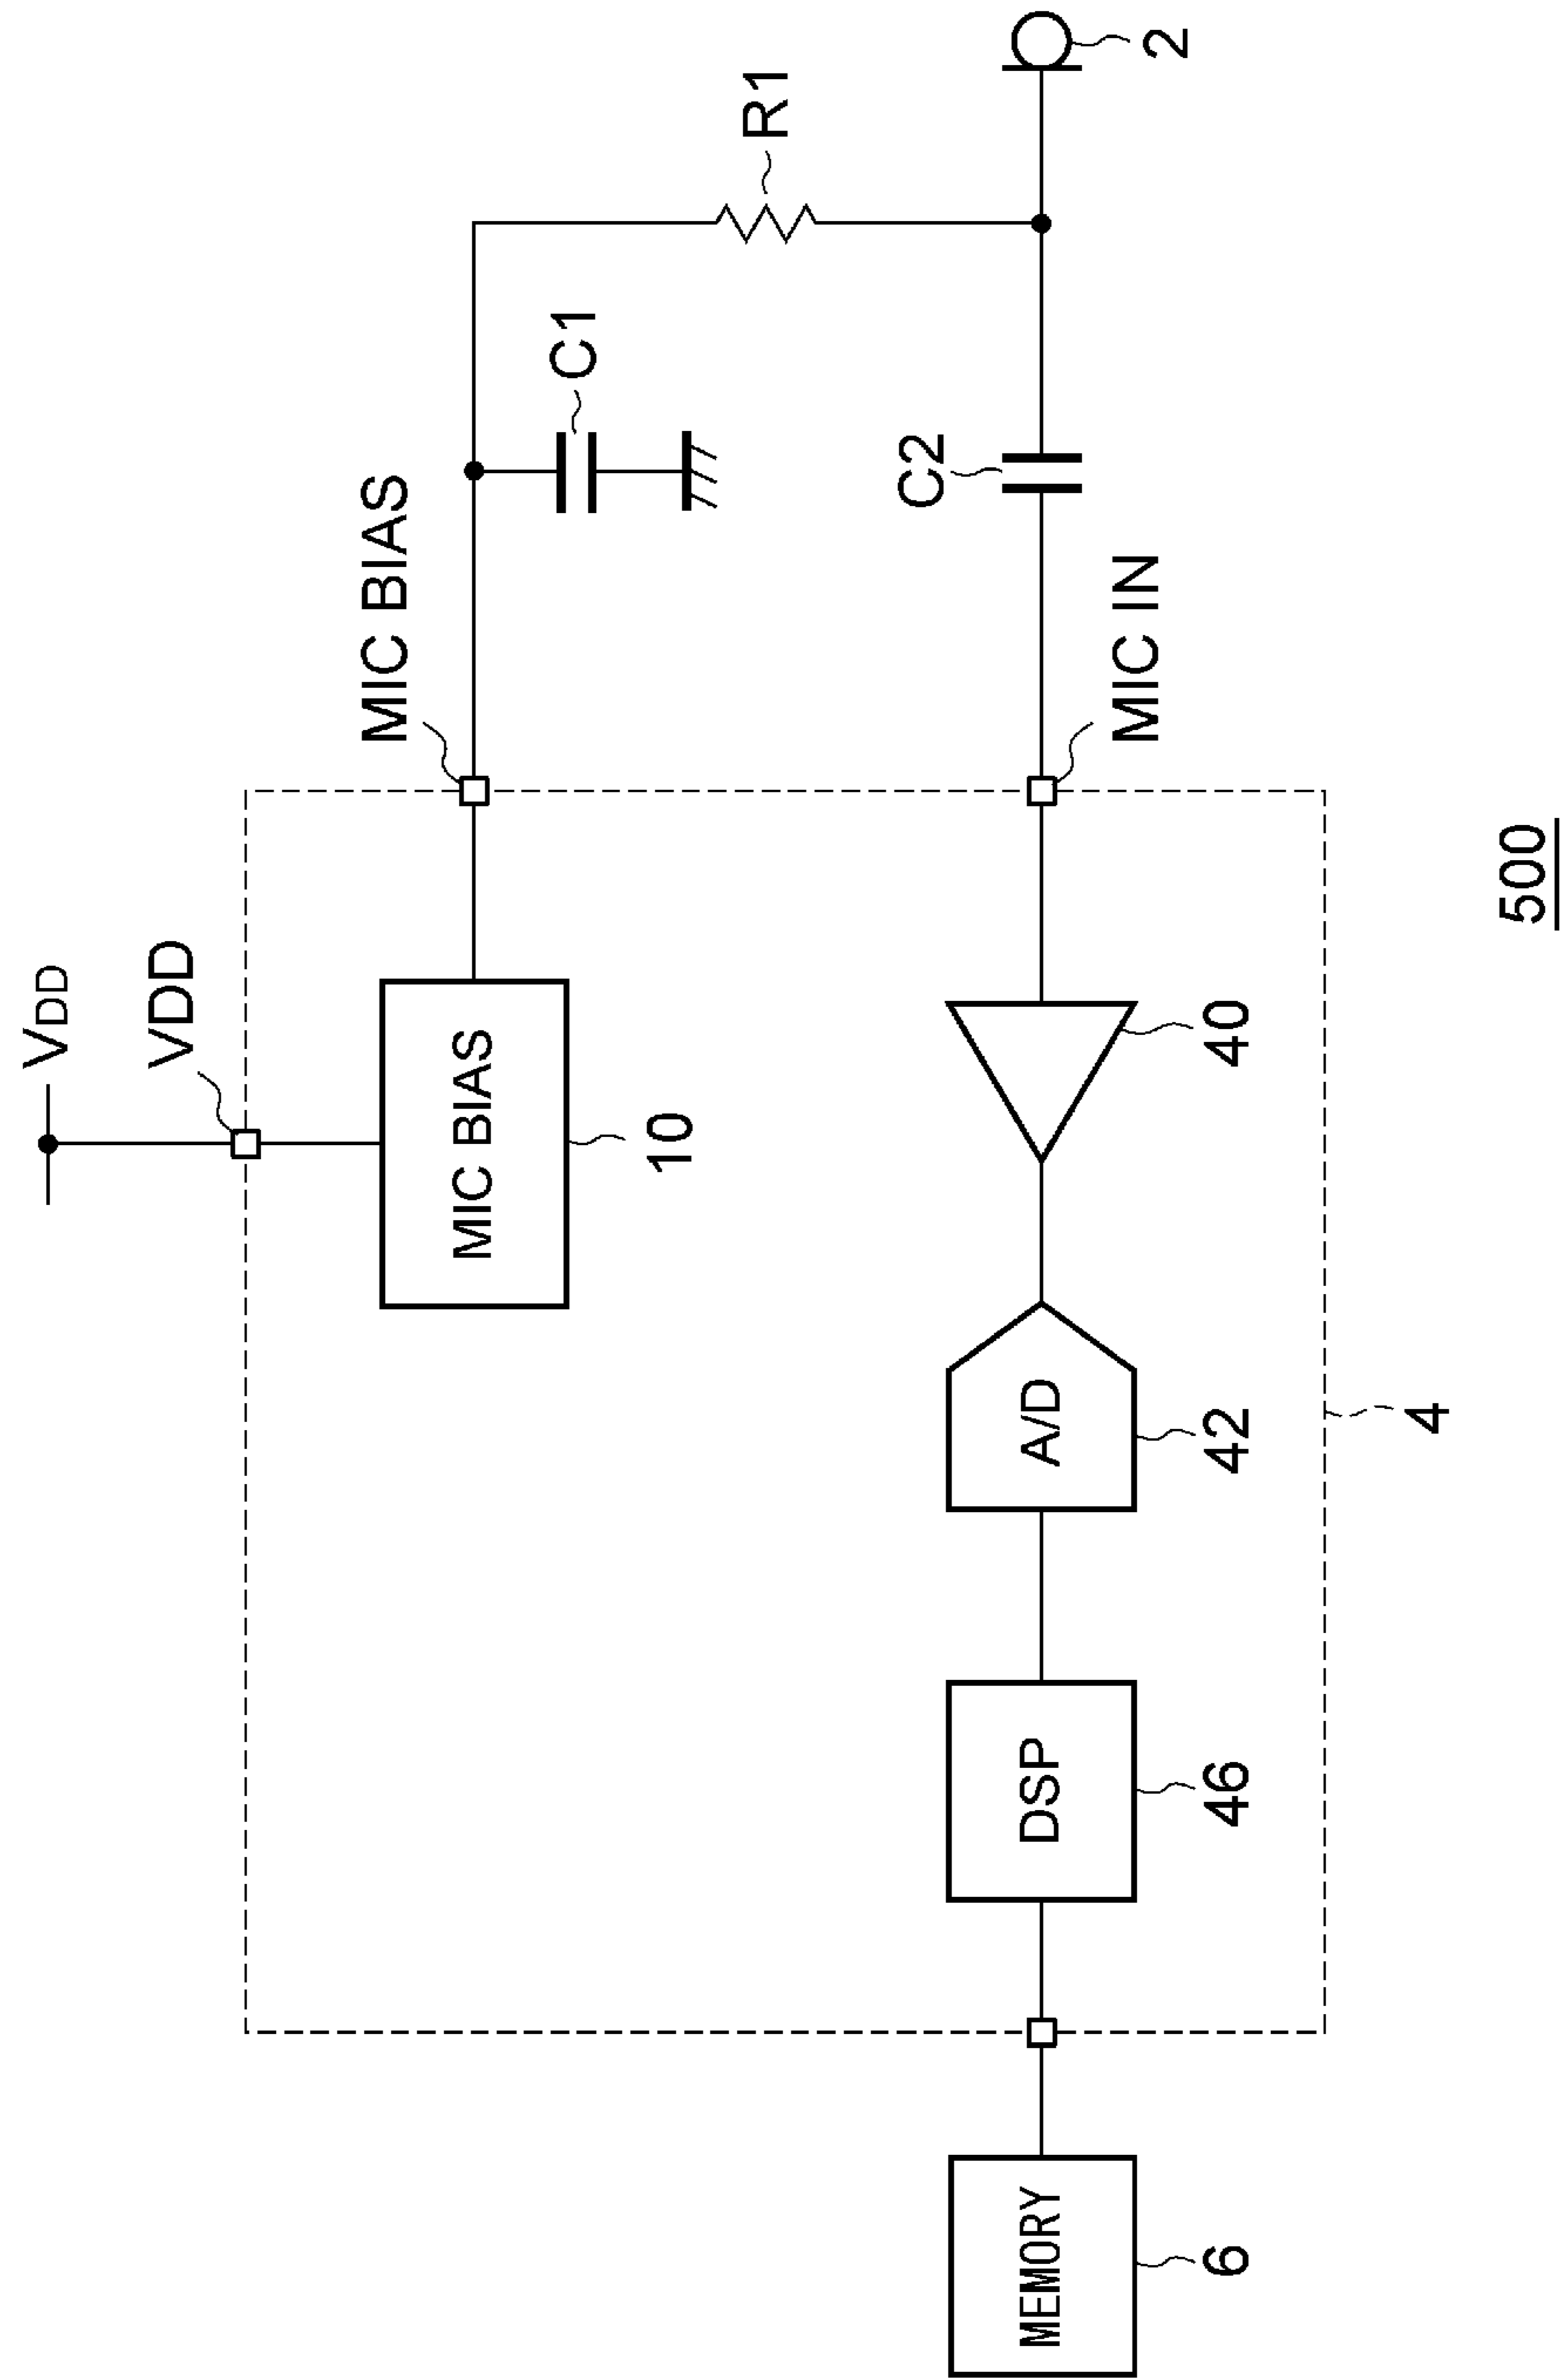 VDD
VDD
MIC BIAS
C1
R1
MIC BIAS
10
C2
MIC IN
2
MEMORY
6
DSP
46
A/D
42
40
4
500